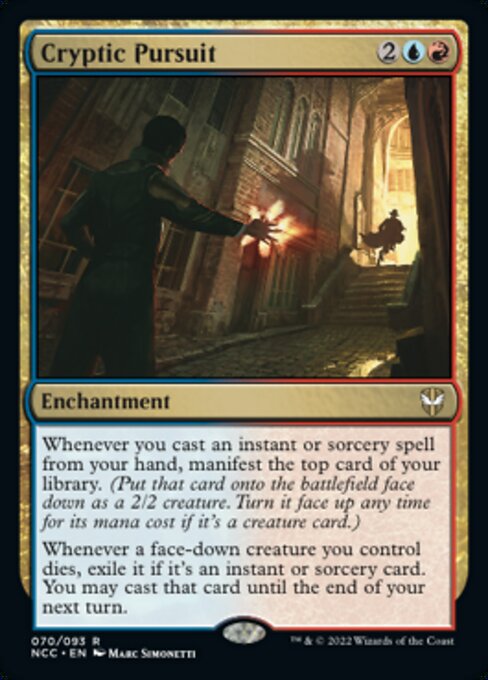 Cryptic Pursuit 2
Enchantment
Whenever you cast an instant or sorcery spell
from your hand, manifest the top card of your
library. (Put that card onto the battlefield face
down as a 2/2 creature. Turn it face up any time
for its mana cost if it's a creature card.)
Whenever a face-down creature you control
dies, exile it if it's an instant or sorcery card.
You may cast that card until the end of your
next turn.
070/093 R
NCC • EN Marc Simonetti
™ & © 2022 Wizards of the Coast